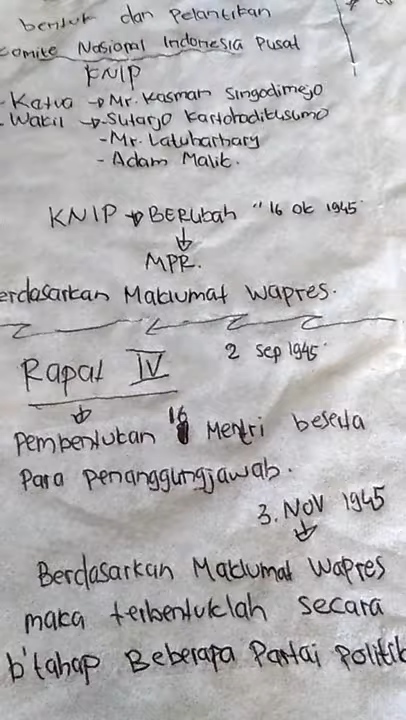 bentuk dan Pelantikan
Comite Nasional Indonesia Pusat
KNIP
- Ketua → Mr. Kasman Singodimejo
- Wakil → - Sutarjo Kartohadikusumo
- Mr. Latuharhary
- Adam Malik.
KNIP → BERUbah "16 Ok 1945
↓
MPR.
erdasarkan Maklumat Wapres.
Rapat IV 2 Sep 1945
↓
Pembentukan 16 Mentri beserta
Para penanggungjawab.
3. NOV 1945
↓
Berdasarkan Maklumat Wapres
maka terbentuklah secara
b'tahap Beberapa Partai Politik